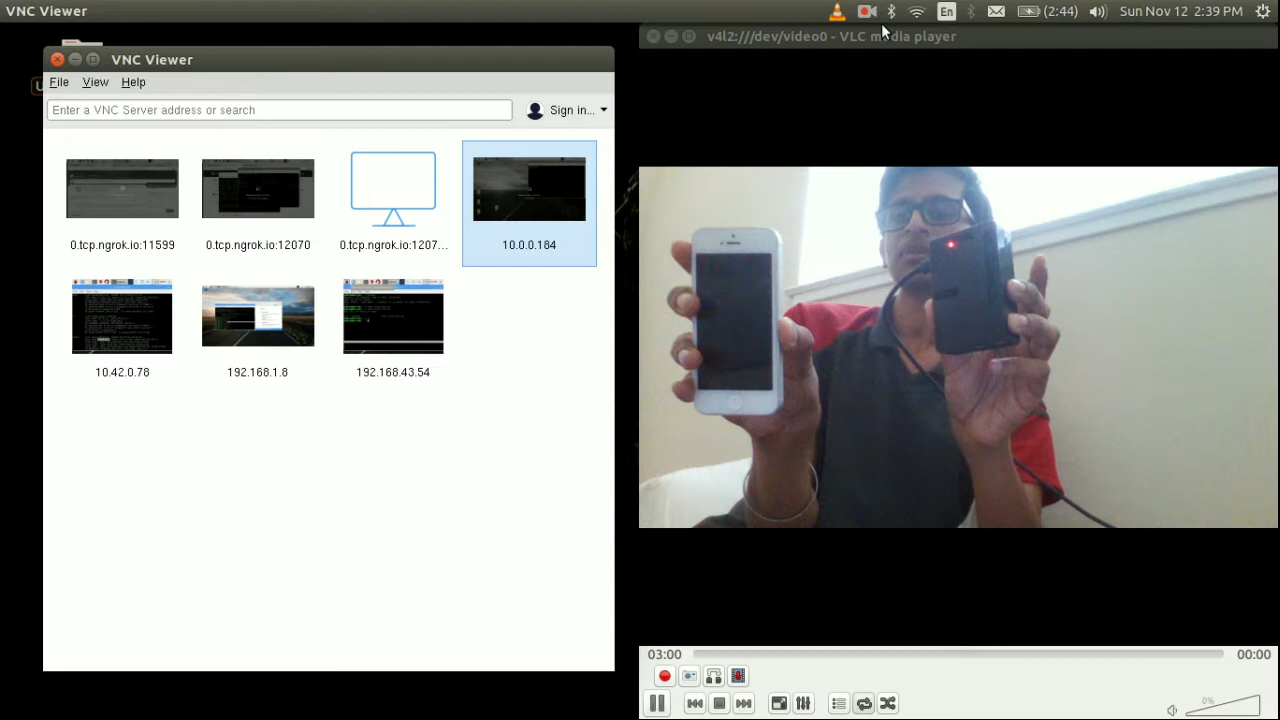 VNC Viewer
En
(2:44)
Sun Nov 12 2:39 PM
VNC Viewer
v4l2:///dev/video0 - VLC media player
File View Help
Enter a VNC Server address or search
Sign in...
0.tcp.ngrok.io:11599
0.tcp.ngrok.io:12070
0.tcp.ngrok.io:1207...
10.0.0.184
10.42.0.78
192.168.1.8
192.168.43.54
03:00
00:00
0%